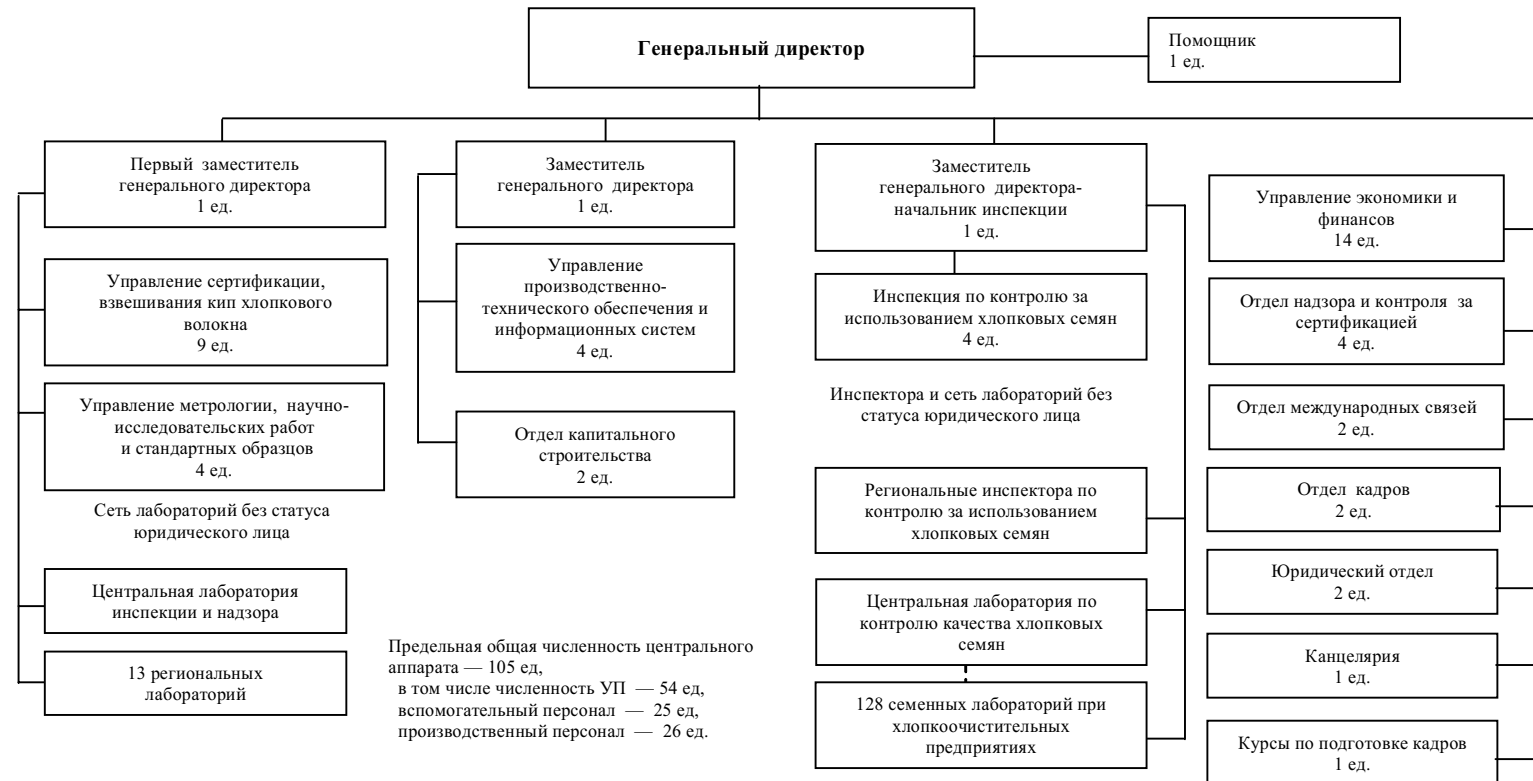 Генеральный директор
Помощник
1 ед.
Первый заместитель
генерального директора
1 ед.
Управление сертификации,
взвешивания кип хлопкового
волокна
9 ед.
Управление метрологии, научно-
исследовательских работ
и стандартных образцов
4 ед.
Сеть лабораторий без статуса
юридического лица
Центральная лаборатория
инспекции и надзора
13 региональных
лабораторий
Заместитель
генерального директора
1 ед.
Управление
производственно-
технического обеспечения и
информационных систем
4 ед.
Отдел капитального
строительства
2 ед.
Предельная общая численность центрального
аппарата — 105 ед,
в том числе численность УП — 54 ед,
вспомогательный персонал — 25 ед,
производственный персонал — 26 ед.
Заместитель
генерального директора-
начальник инспекции
1 ед.
Инспекция по контролю за
использованием хлопковых семян
4 ед.
Инспектора и сеть лабораторий без
статуса юридического лица
Региональные инспектора по
контролю за использованием
хлопковых семян
Центральная лаборатория по
контролю качества хлопковых
семян
128 семенных лабораторий при
хлопкоочистительных
предприятиях
Управление экономики и
финансов
14 ед.
Отдел надзора и контроля за
сертификацией
4 ед.
Отдел международных связей
2 ед.
Отдел кадров
2 ед.
Юридический отдел
2 ед.
Канцелярия
1 ед.
Курсы по подготовке кадров
1 ед.